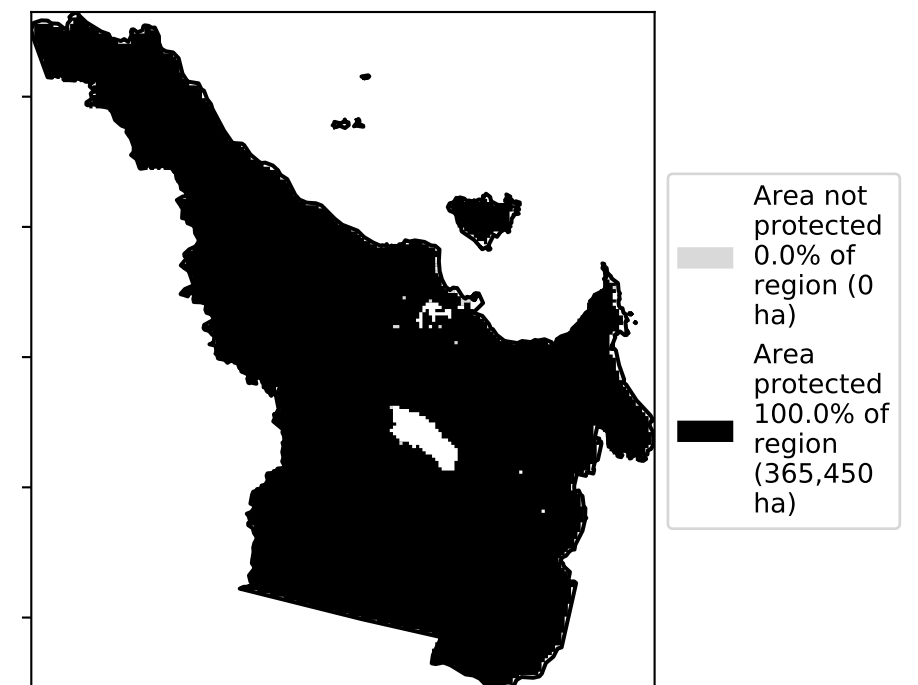 Area not
protected
0.0% of
region (0
ha)
Area
protected
100.0% of
region
(365,450
ha)